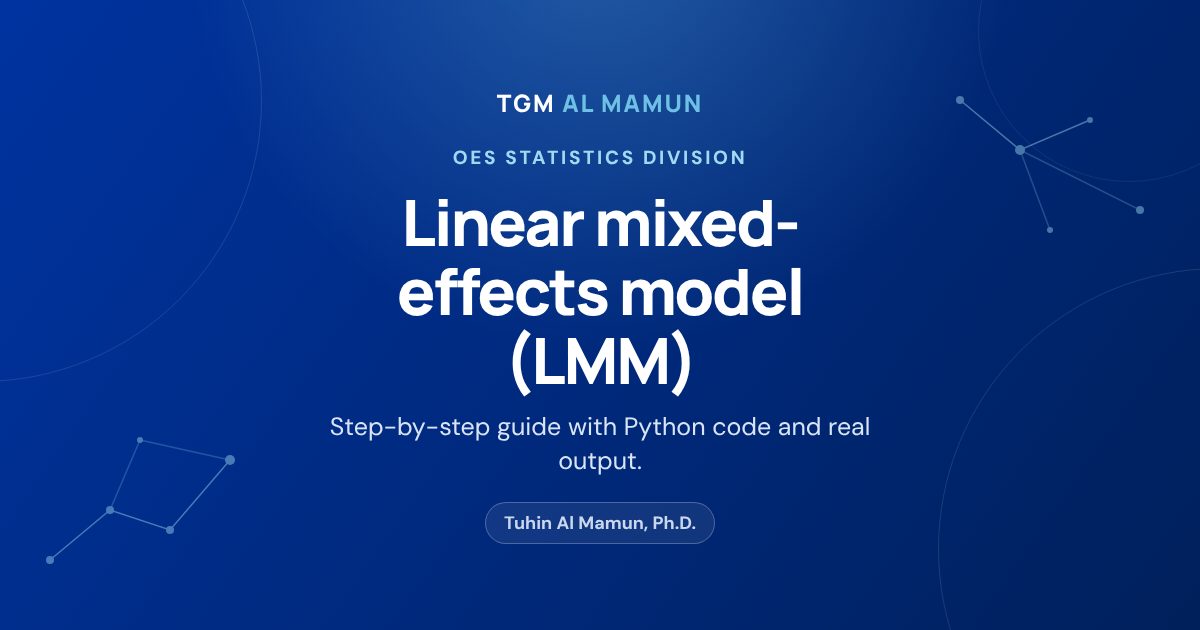 TGM AL MAMUN
OES STATISTICS DIVISION
Linear mixed-
effects model
(LMM)
Step-by-step guide with Python code and real
output.
Tuhin Al Mamun, Ph.D.